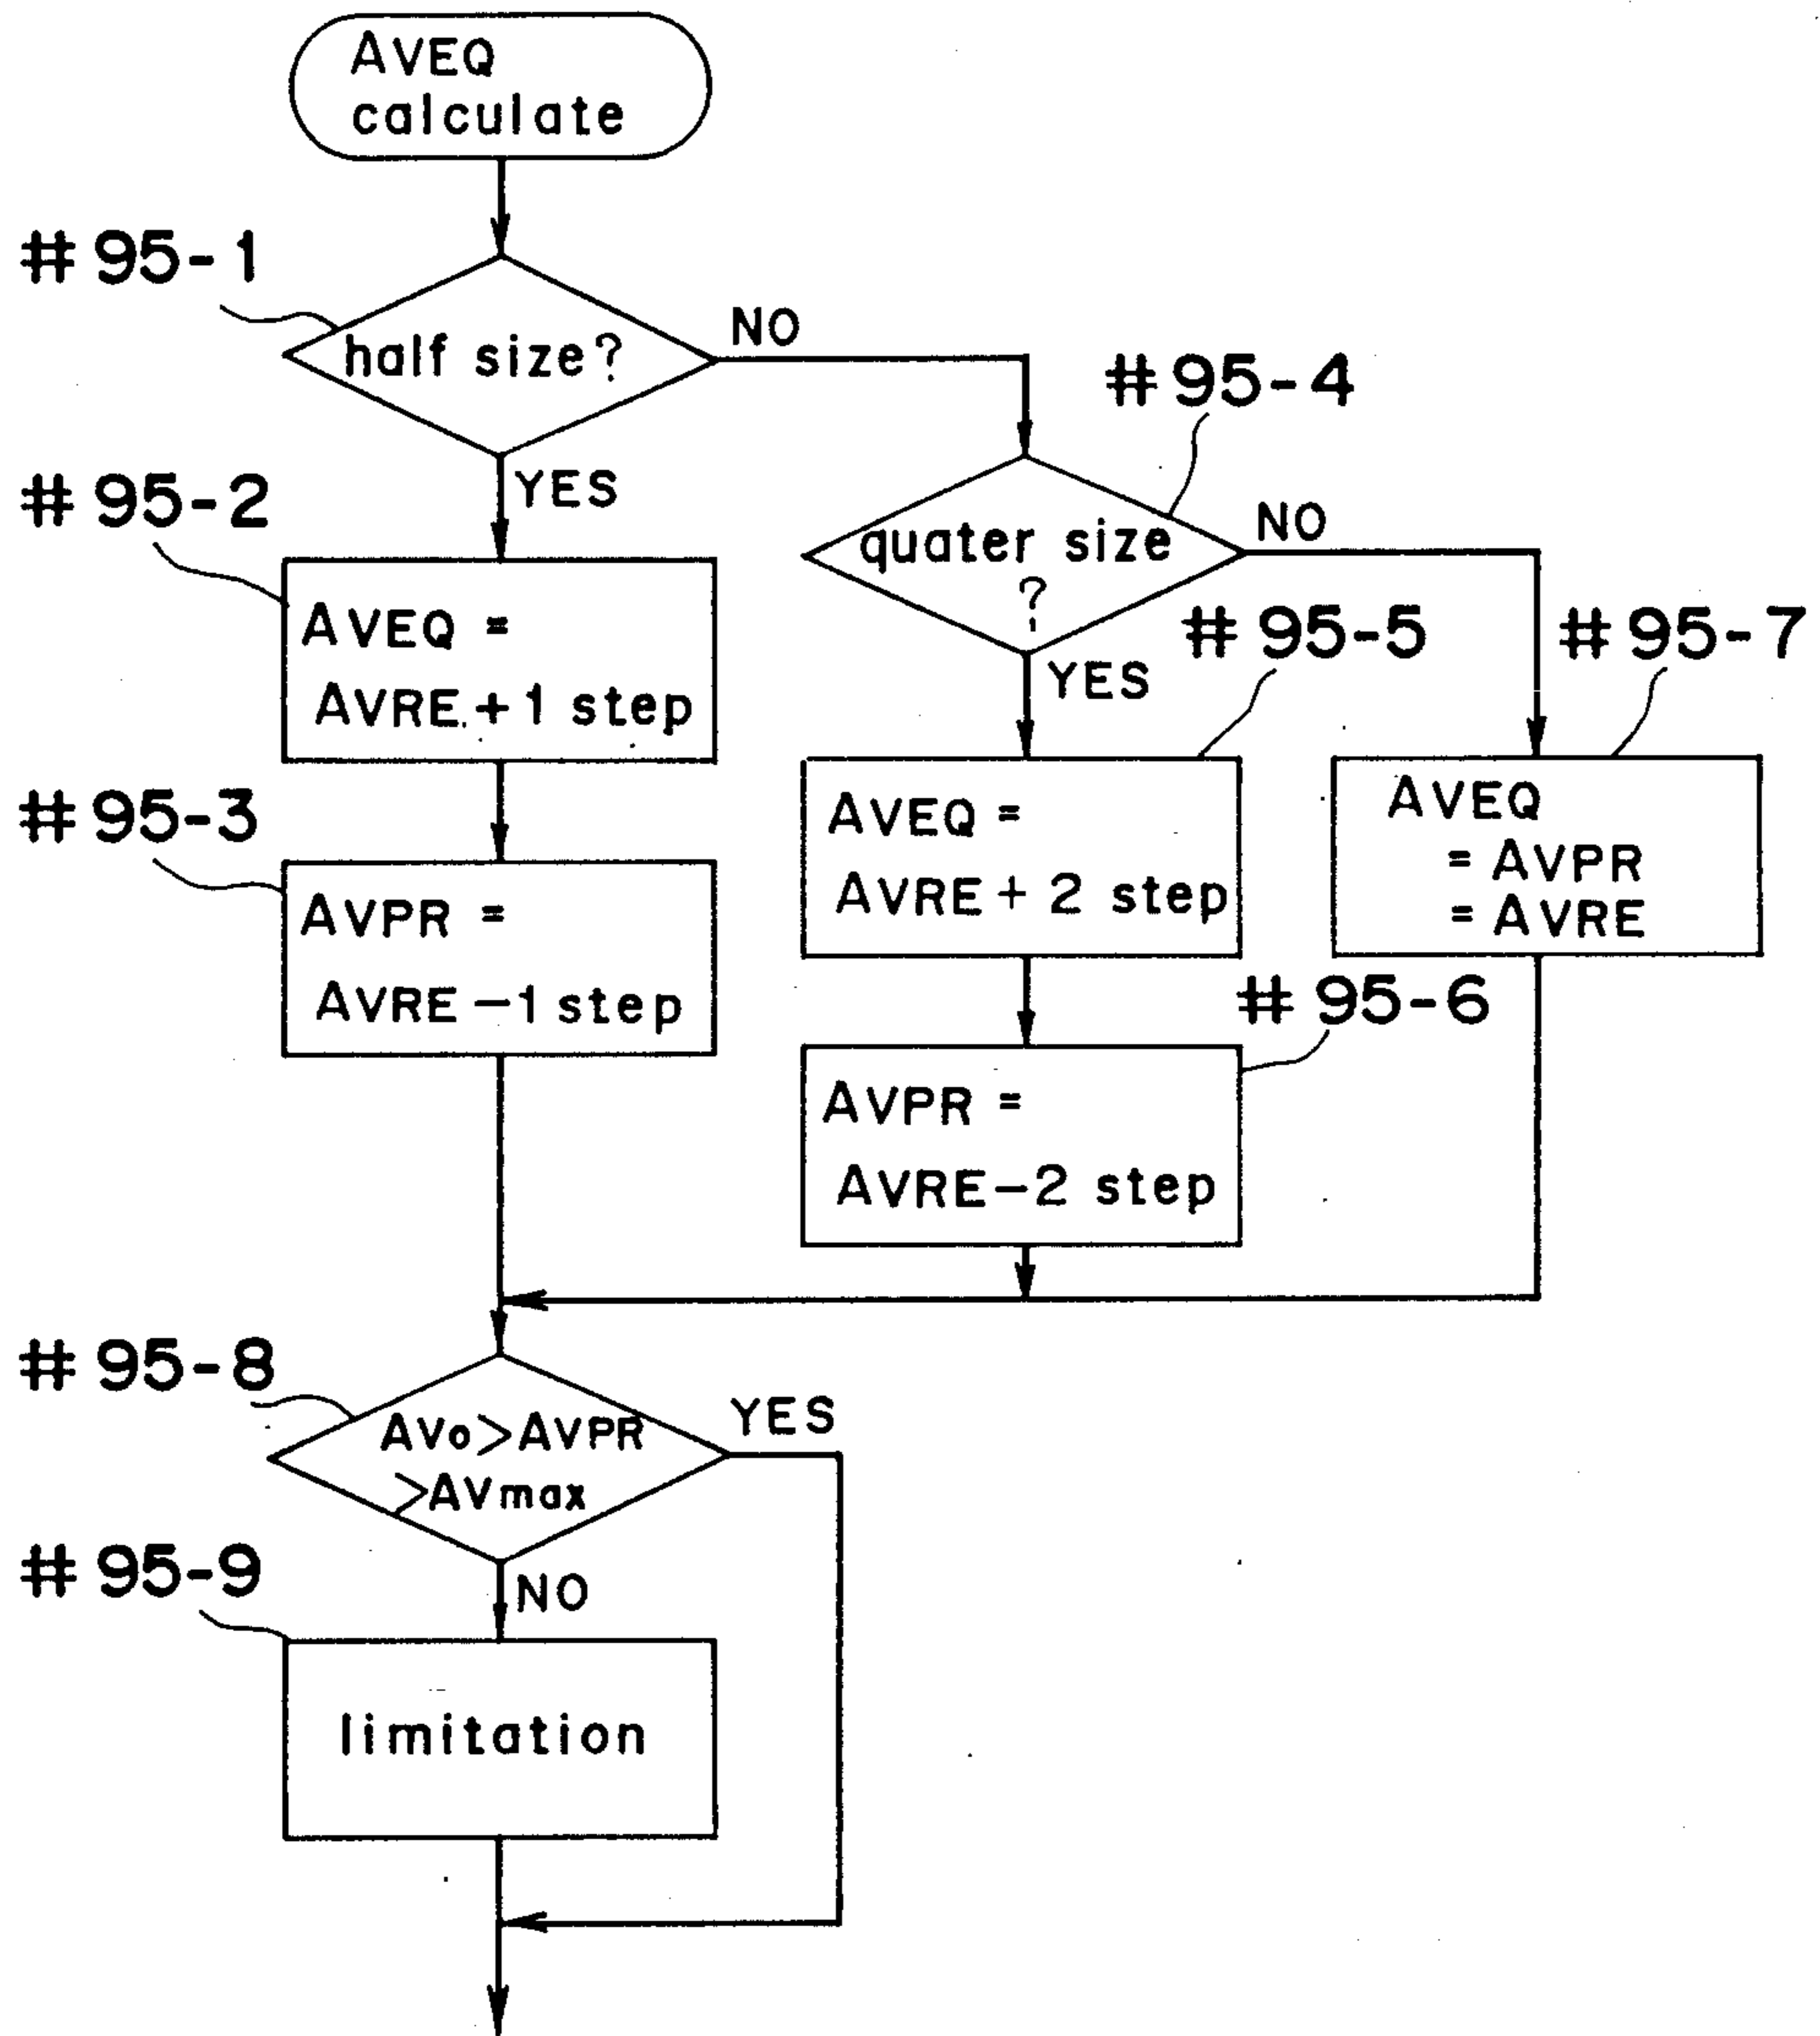 AVEQ
calculate
# 95-1
half size?
NO
# 95-4
YES
# 95-2
AVEQ =
AVRE + 1 step
quater size
?
NO
YES
# 95-5
# 95-7
# 95-3
AVPR =
AVRE - 1 step
AVEQ =
AVRE + 2 step
AVEQ
= AVPR
= AVRE
# 95-6
AVPR =
AVRE - 2 step
# 95-8
AVo > AVPR
> AVmax
YES
NO
# 95-9
limitation